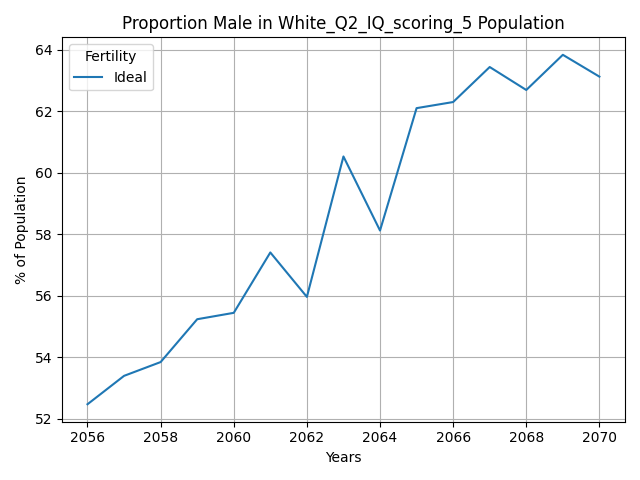 Proportion Male in White_Q2_IQ_scoring_5 Population
Fertility
Ideal
% of Population
64
62
60
58
56
54
52
2056 2058 2060 2062 2064 2066 2068 2070
Years